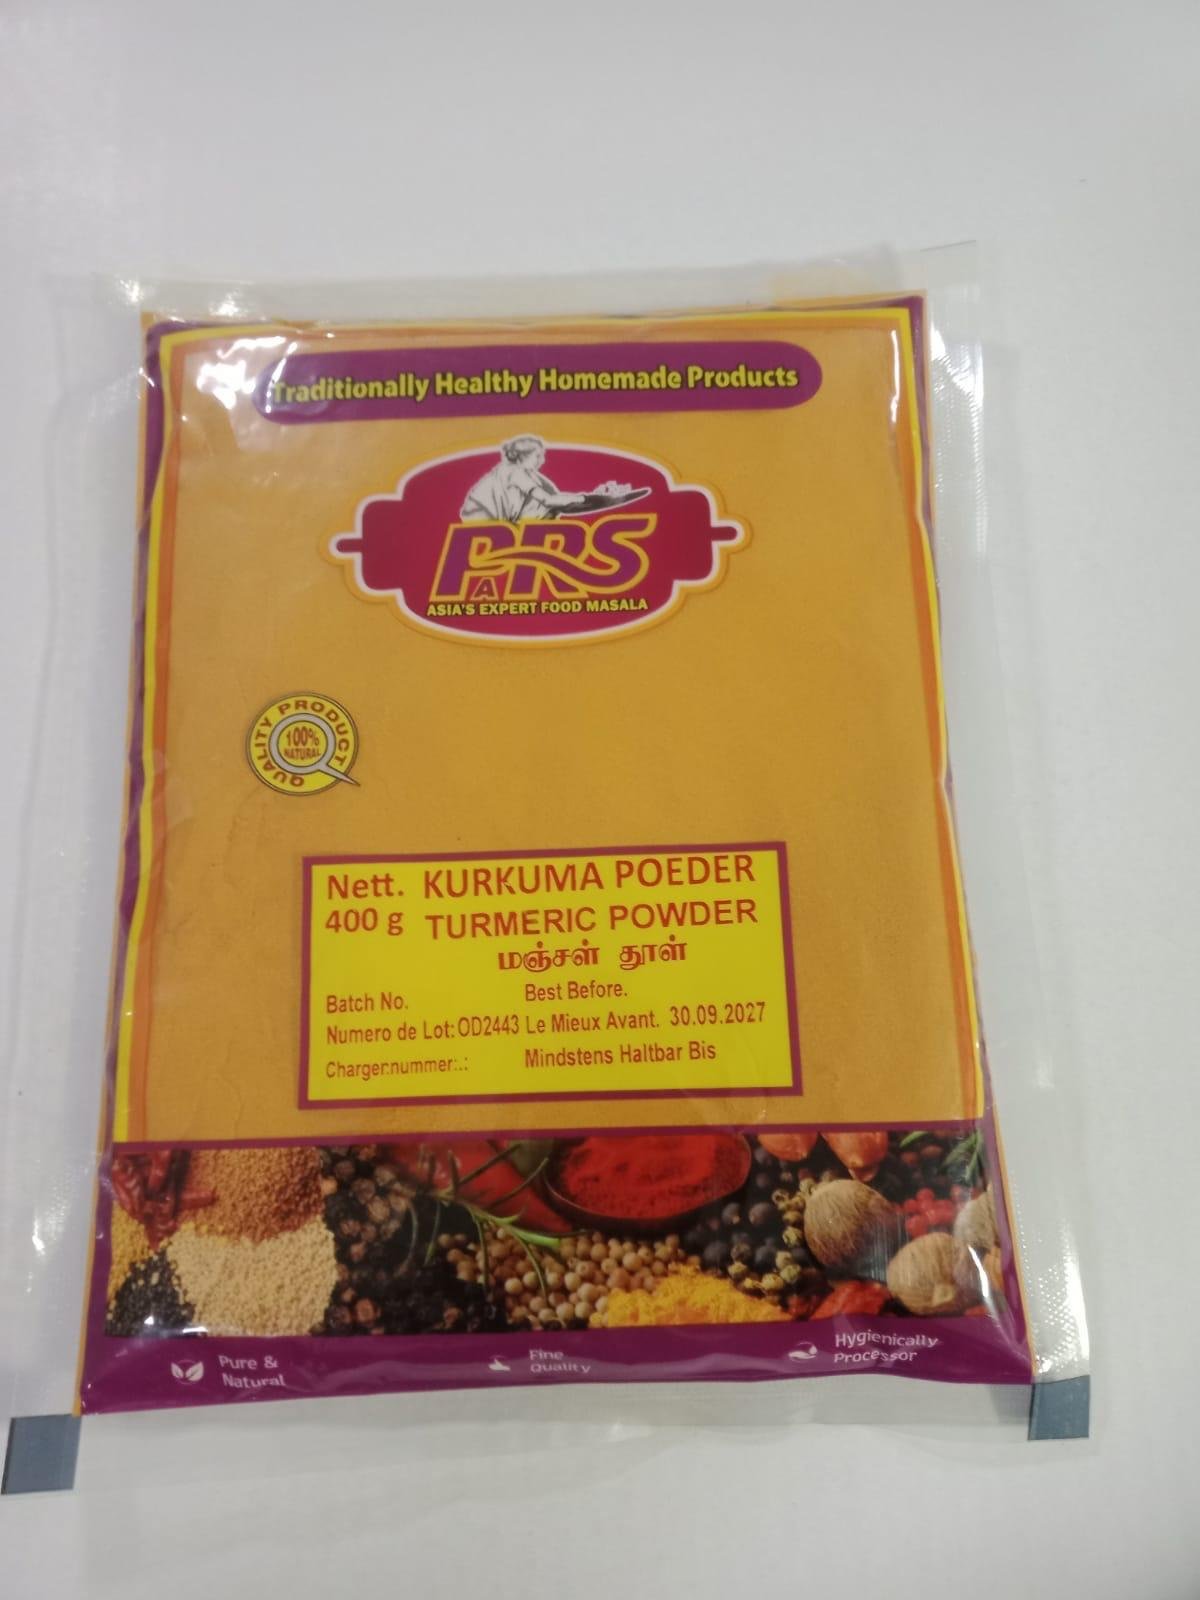 Traditionally Healthy Homemade Products
PARS
ASIA'S EXPERT FOOD MASALA
QUALITY PRODUCT
100%
NATURAL
Nett. KURKUMA POEDER
400 g TURMERIC POWDER
மஞ்சள் தூள்
Batch No. Best Before.
Numero de Lot: OD2443 Le Mieux Avant. 30.09.2027
Chargernnummer.: Mindstens Haltbar Bis
Pure &
Natural
Fine
Quality
Hygienically
Processor